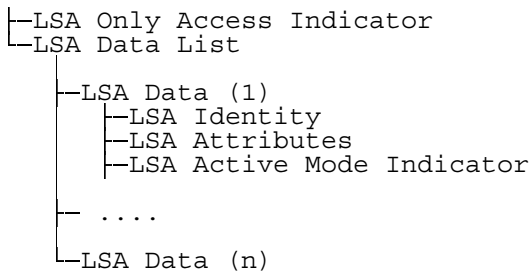 LSA Only Access Indicator
LSA Data List
LSA Data (1)
LSA Identity
LSA Attributes
LSA Active Mode Indicator
....
LSA Data (n)